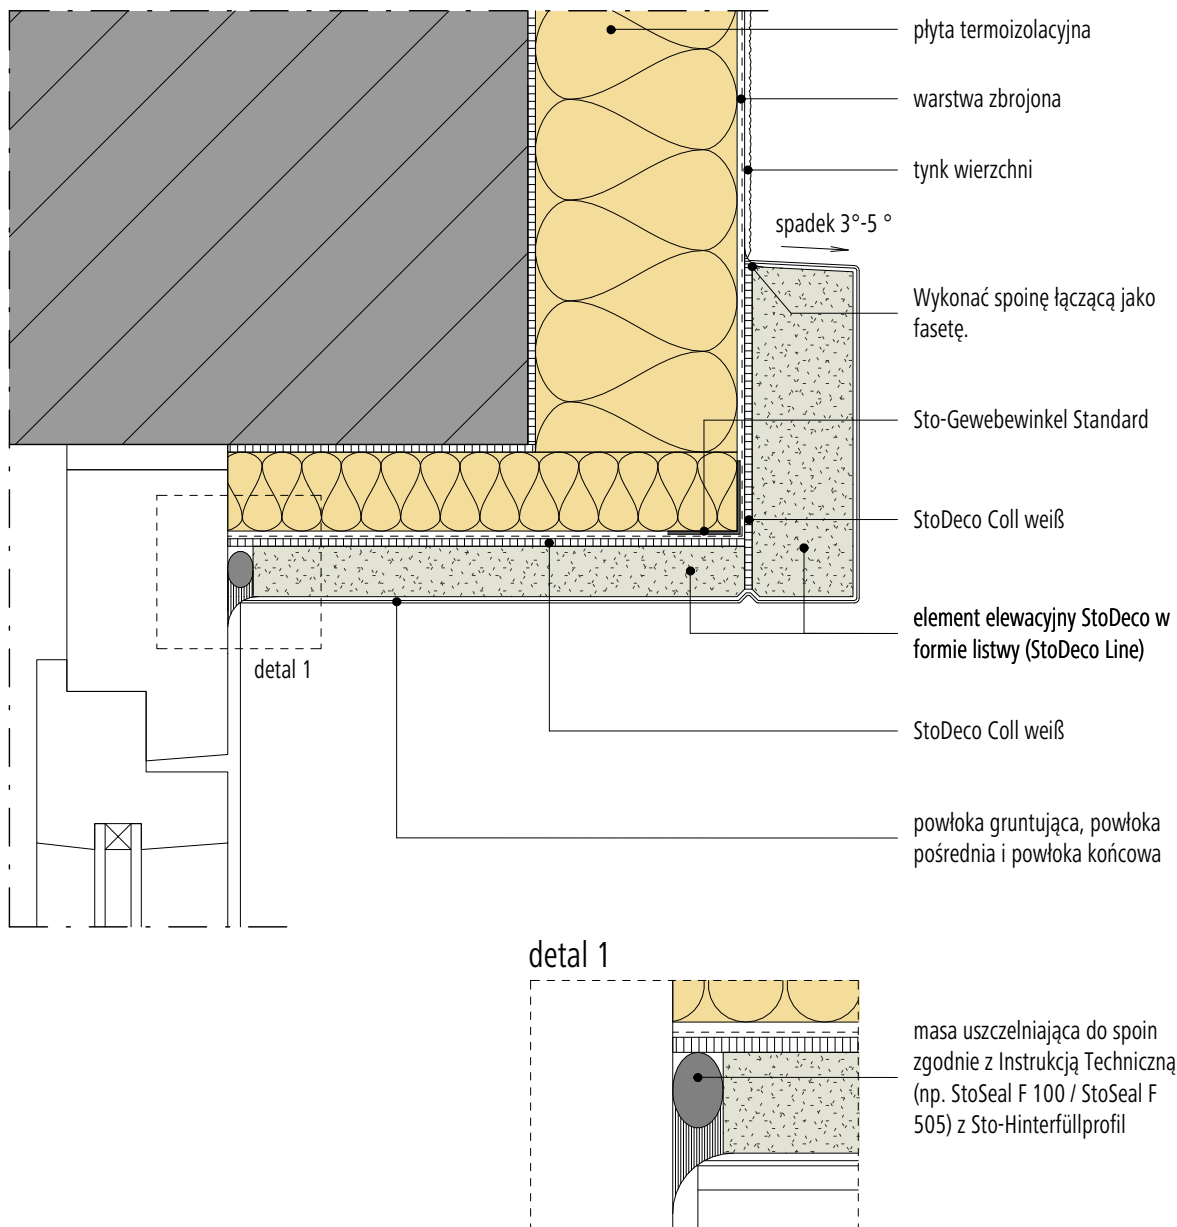 płyta termoizolacyjna
warstwa zbrojona
tynk wierzchni
spadek 3°-5 °
Wykonać spoinę łączącą jako
fasetę.
Sto-Gewebewinkel Standard
StoDeco Coll weiß
element elewacyjny StoDeco w
formie listwy (StoDeco Line)
detal 1
StoDeco Coll weiß
powłoka gruntująca, powłoka
pośrednia i powłoka końcowa
detal 1
masa uszczelniająca do spoin
zgodnie z Instrukcją Techniczną
(np. StoSeal F 100 / StoSeal F
505) z Sto-Hinterfüllprofil